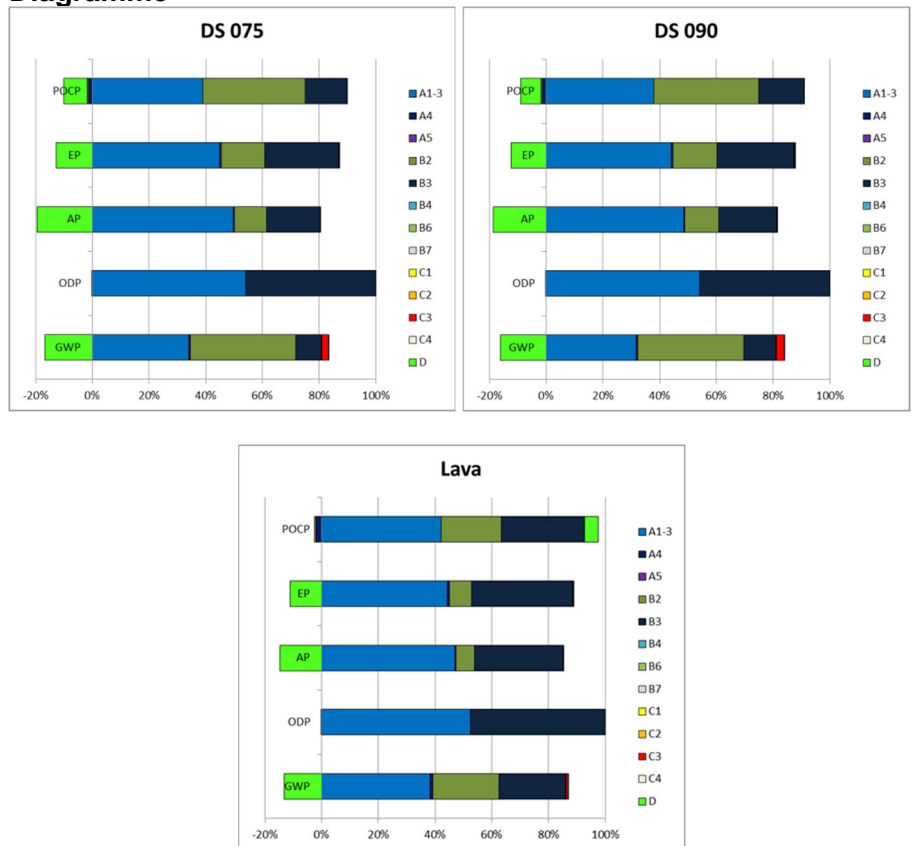 Diagramme
DS 075
POCP
EP
AP
ODP
GWP
-20% 0% 20% 40% 60% 80% 100%
A1-3
A4
A5
B2
B3
B4
B6
B7
C1
C2
C3
C4
D
DS 090
POCP
EP
AP
ODP
GWP
-20% 0% 20% 40% 60% 80% 100%
A1-3
A4
A5
B2
B3
B4
B6
B7
C1
C2
C3
C4
D
Lava
POCP
EP
AP
ODP
GWP
-20% 0% 20% 40% 60% 80% 100%
A1-3
A4
A5
B2
B3
B4
B6
B7
C1
C2
C3
C4
D